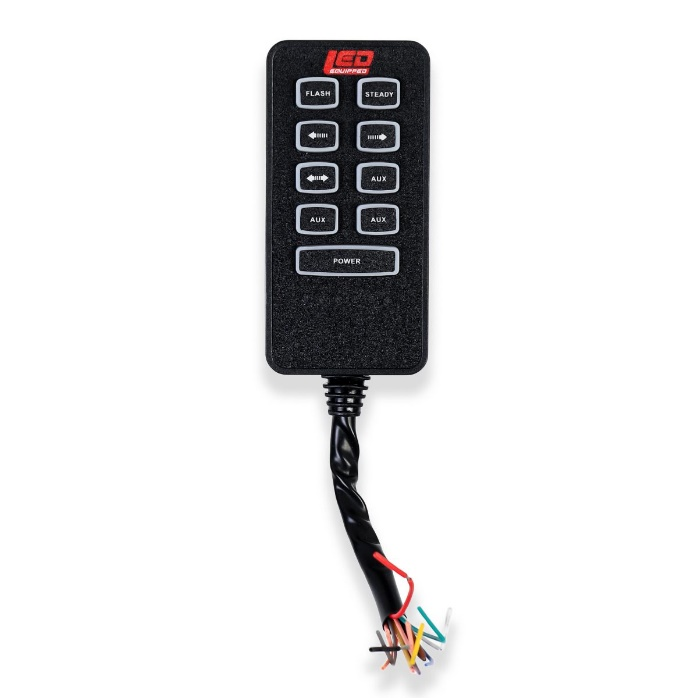 LED
EQUIPPED
FLASH STEADY
AUX
AUX AUX
POWER